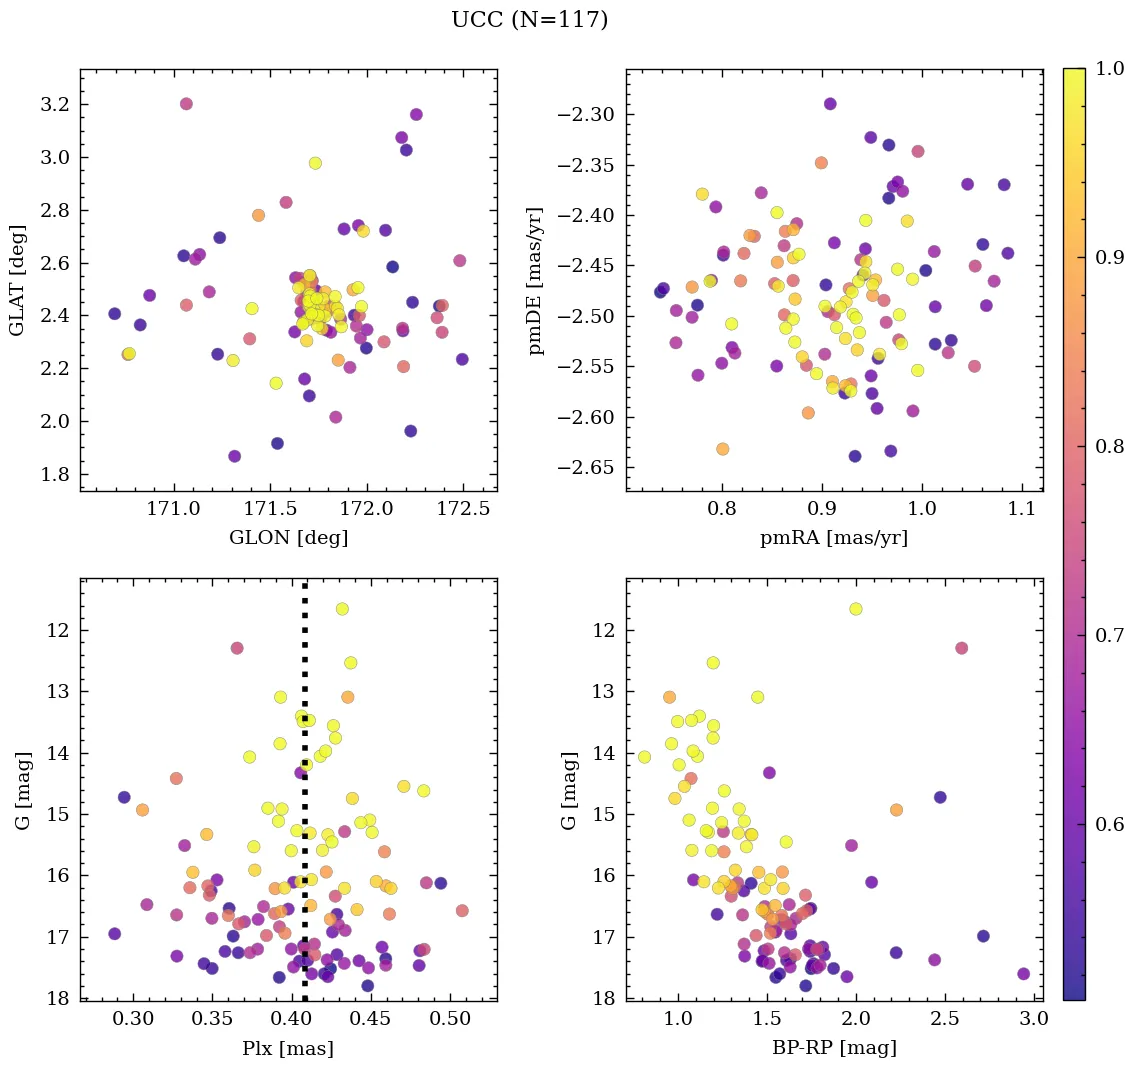 UCC (N=117)
3.2
3.0
2.8
2.6
2.4
2.2
2.0
1.8
GLAT [deg]
171.0 171.5 172.0 172.5
GLON [deg]
−2.30
−2.35
−2.40
−2.45
−2.50
−2.55
−2.60
−2.65
pmDE [mas/yr]
0.8 0.9 1.0 1.1
pmRA [mas/yr]
12
13
14
15
16
17
18
G [mag]
0.30 0.35 0.40 0.45 0.50
Plx [mas]
12
13
14
15
16
17
18
G [mag]
1.0 1.5 2.0 2.5 3.0
BP-RP [mag]
1.0
0.9
0.8
0.7
0.6